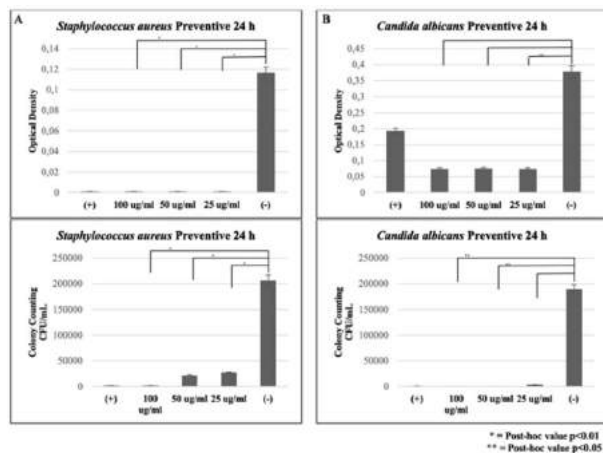 A
Staphylococcus aureus Preventive 24 h
Optical Density
0,14
0,12
0,1
0,08
0,06
0,04
0,02
0
(+)
100 ug/ml
50 ug/ml
25 ug/ml
(-)
B
Candida albicans Preventive 24 h
Optical Density
0,45
0,4
0,35
0,3
0,25
0,2
0,15
0,1
0,05
0
(+)
100 ug/ml
50 ug/ml
25 ug/ml
(-)
Staphylococcus aureus Preventive 24 h
Colony Counting
CFU/mL
250000
200000
150000
100000
50000
0
(+)
100
ug/ml
50 ug/ml
25 ug/ml
(-)
Candida albicans Preventive 24 h
Colony Counting
CFU/mL
250000
200000
150000
100000
50000
0
(+)
100
ug/ml
50 ug/ml
25 ug/ml
(-)
* = Post-hoc value p<0.01
** = Post-hoc value p<0.05